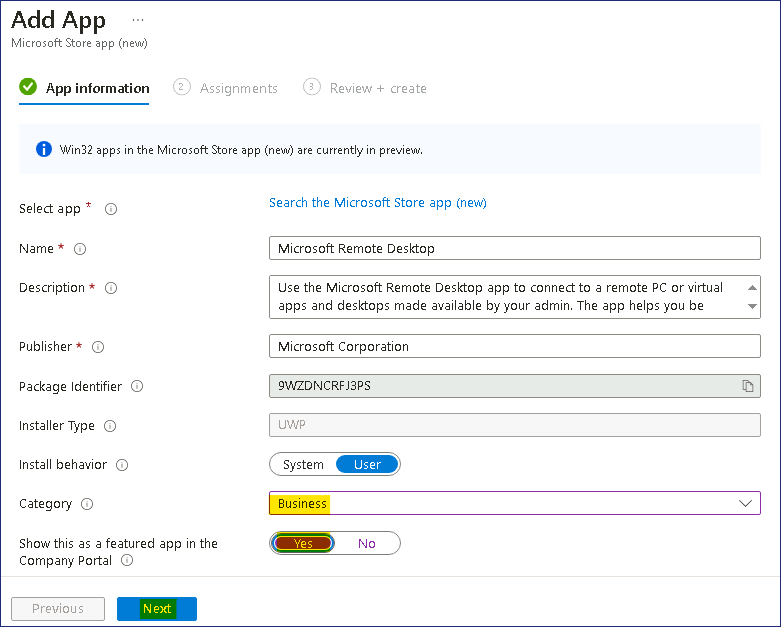 Add App ...
Microsoft Store app (new)
App information 2 Assignments 3 Review + create
Win32 apps in the Microsoft Store app (new) are currently in preview.
Select app * Search the Microsoft Store app (new)
Name * Microsoft Remote Desktop
Description * Use the Microsoft Remote Desktop app to connect to a remote PC or virtual
apps and desktops made available by your admin. The app helps you be
Publisher * Microsoft Corporation
Package Identifier 9WZDNCRFJ3PS
Installer Type UWP
Install behavior System User
Category Business
Show this as a featured app in the Yes No
Company Portal
Previous Next